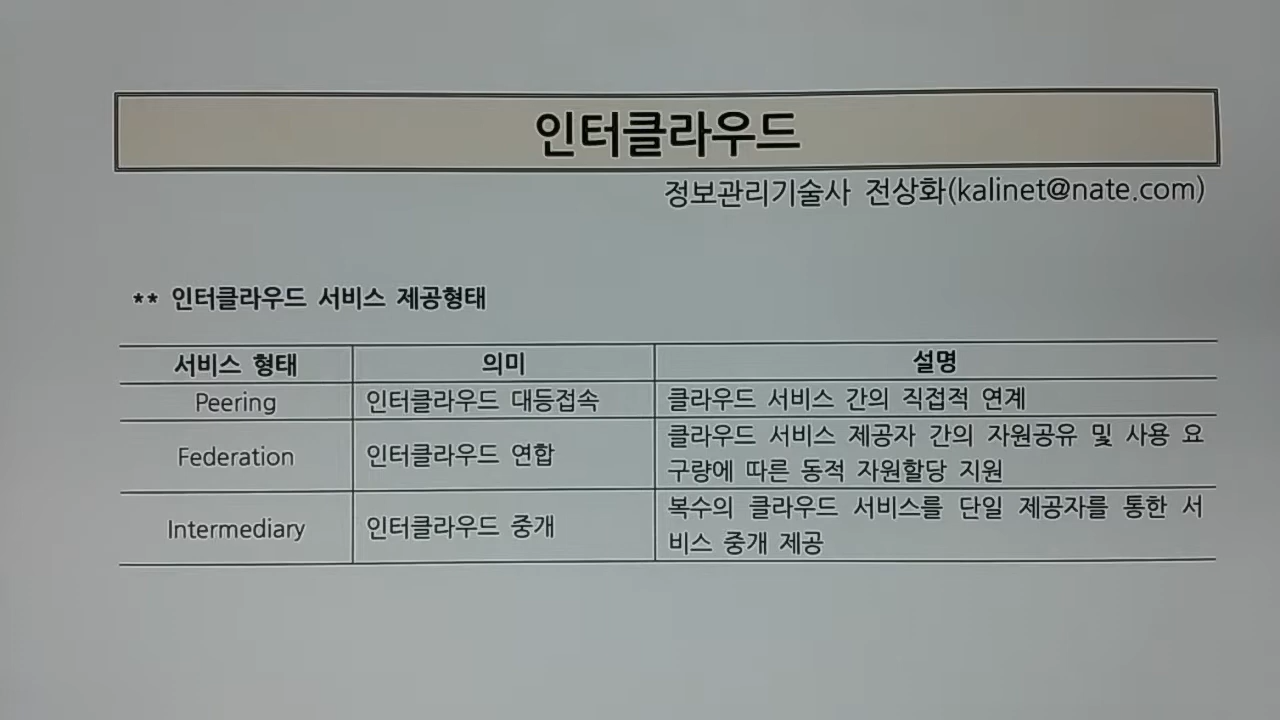 인터클라우드
정보관리기술사 전상화(kalinet@nate.com)
** 인터클라우드 서비스 제공형태
서비스 형태 의미 설명
Peering 인터클라우드 대등접속 클라우드 서비스 간의 직접적 연계
Federation 인터클라우드 연합 클라우드 서비스 제공자 간의 자원공유 및 사용 요
구량에 따른 동적 자원할당 지원
Intermediary 인터클라우드 중개 복수의 클라우드 서비스를 단일 제공자를 통한 서
비스 중개 제공